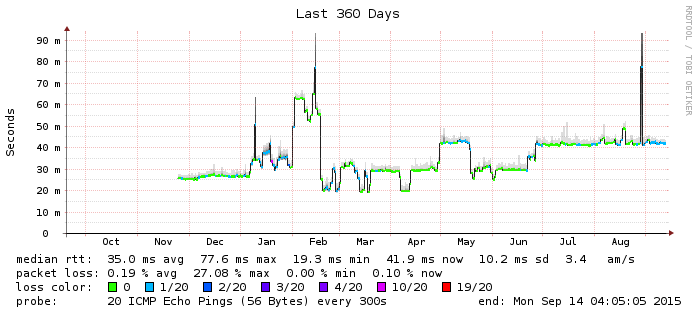 Last 360 Days
RRDTOOL / TOBI OETIKER
Seconds
90 m
80 m
70 m
60 m
50 m
40 m
30 m
20 m
10 m
0
Oct Nov Dec Jan Feb Mar Apr May Jun Jul Aug
median rtt: 35.0 ms avg 77.6 ms max 19.3 ms min 41.9 ms now 10.2 ms sd 3.4 am/s
packet loss: 0.19 % avg 27.08 % max 0.00 % min 0.10 % now
loss color: 0 1/20 2/20 3/20 4/20 10/20 19/20
probe: 20 ICMP Echo Pings (56 Bytes) every 300s end: Mon Sep 14 04:05:05 2015